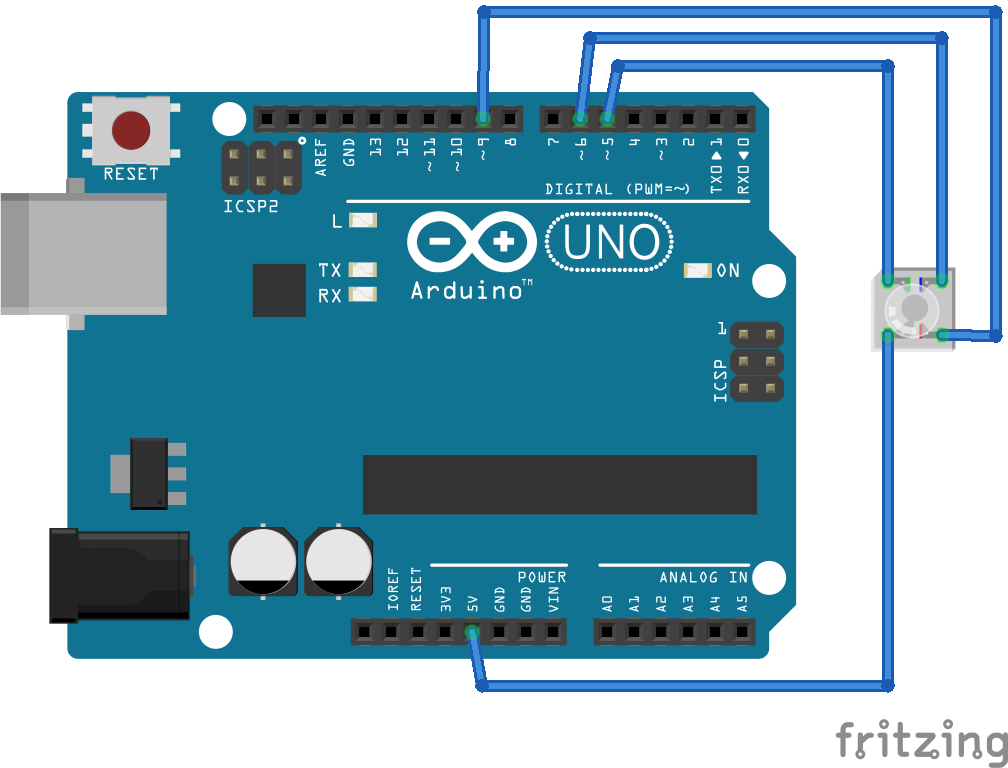 RESET
ICSP2
AREF
GND
13
12
~11
~10
~9
8
7
~6
~5
4
~3
2
TX0▶1
RX0◀0
DIGITAL (PWM=~)
L
TX
RX
UNO
Arduino™
ON
1
ICSP
IOREF
RESET
3V3
5V
GND
GND
VIN
POWER
ANALOG IN
A0
A1
A2
A3
A4
A5
fritzing